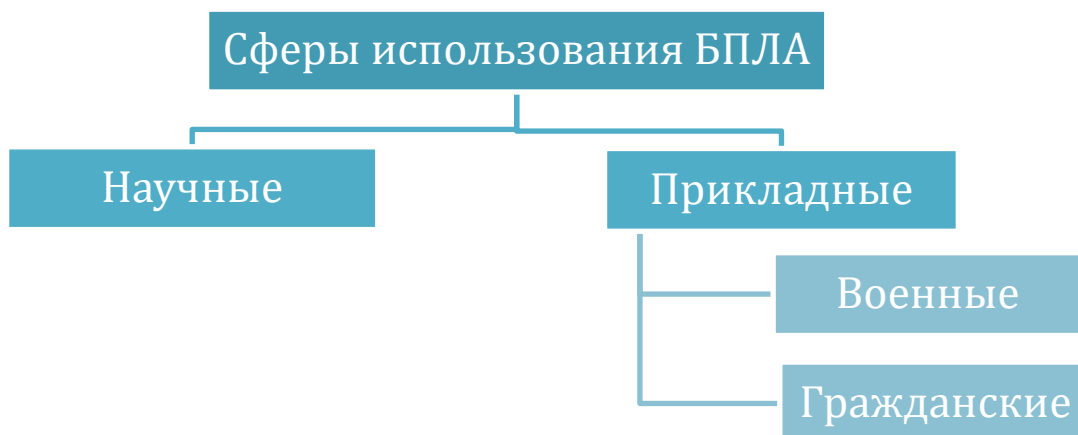 Сферы использования БПЛА
Научные
Прикладные
Военные
Гражданские